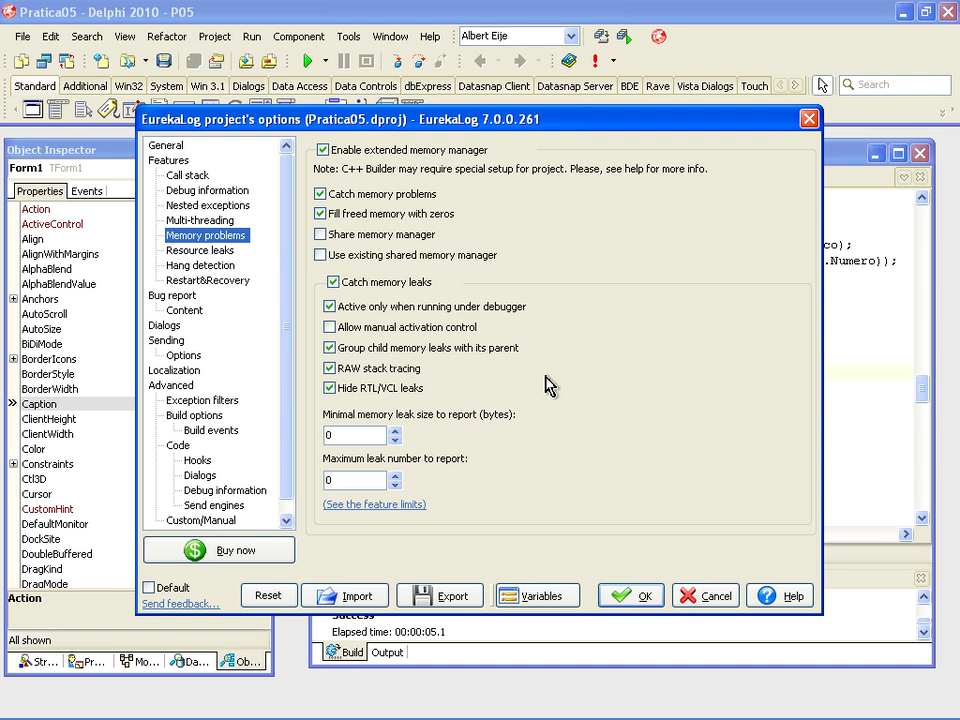 Pratica05 - Delphi 2010 - P05
File Edit Search View Refactor Project Run Component Tools Window Help Albert Eije
Standard Additional Win32 System Win 3.1 Dialogs Data Access Data Controls dbExpress Datasnap Client Datasnap Server BDE Rave Vista Dialogs Touch Search
EurekaLog project's options (Pratica05.dproj) - EurekaLog 7.0.0.261
Object Inspector
Form1 TForm1
Properties Events
Action
ActiveControl
Align
AlignWithMargins
AlphaBlend
AlphaBlendValue
Anchors
AutoScroll
AutoSize
BiDiMode
BorderIcons
BorderStyle
BorderWidth
Caption
ClientHeight
ClientWidth
Color
Constraints
Ctl3D
Cursor
CustomHint
DefaultMonitor
DockSite
DoubleBuffered
DragKind
DragMode
Action
All shown
Str... Pr... Mo... Da... Ob...
General
Features
Call stack
Debug information
Nested exceptions
Multi-threading
Memory problems
Resource leaks
Hang detection
Restart&Recovery
Bug report
Content
Dialogs
Sending
Options
Localization
Advanced
Exception filters
Build options
Build events
Code
Hooks
Dialogs
Debug information
Send engines
Custom/Manual
Buy now
Default
Send feedback...
Enable extended memory manager
Note: C++ Builder may require special setup for project. Please, see help for more info.
Catch memory problems
Fill freed memory with zeros
Share memory manager
Use existing shared memory manager
Catch memory leaks
Active only when running under debugger
Allow manual activation control
Group child memory leaks with its parent
RAW stack tracing
Hide RTL/VCL leaks
Minimal memory leak size to report (bytes):
0
Maximum leak number to report:
0
(See the feature limits)
Reset Import Export Variables OK Cancel Help
co);
.Numero));
Success
Elapsed time: 00:00:05.1
Build Output